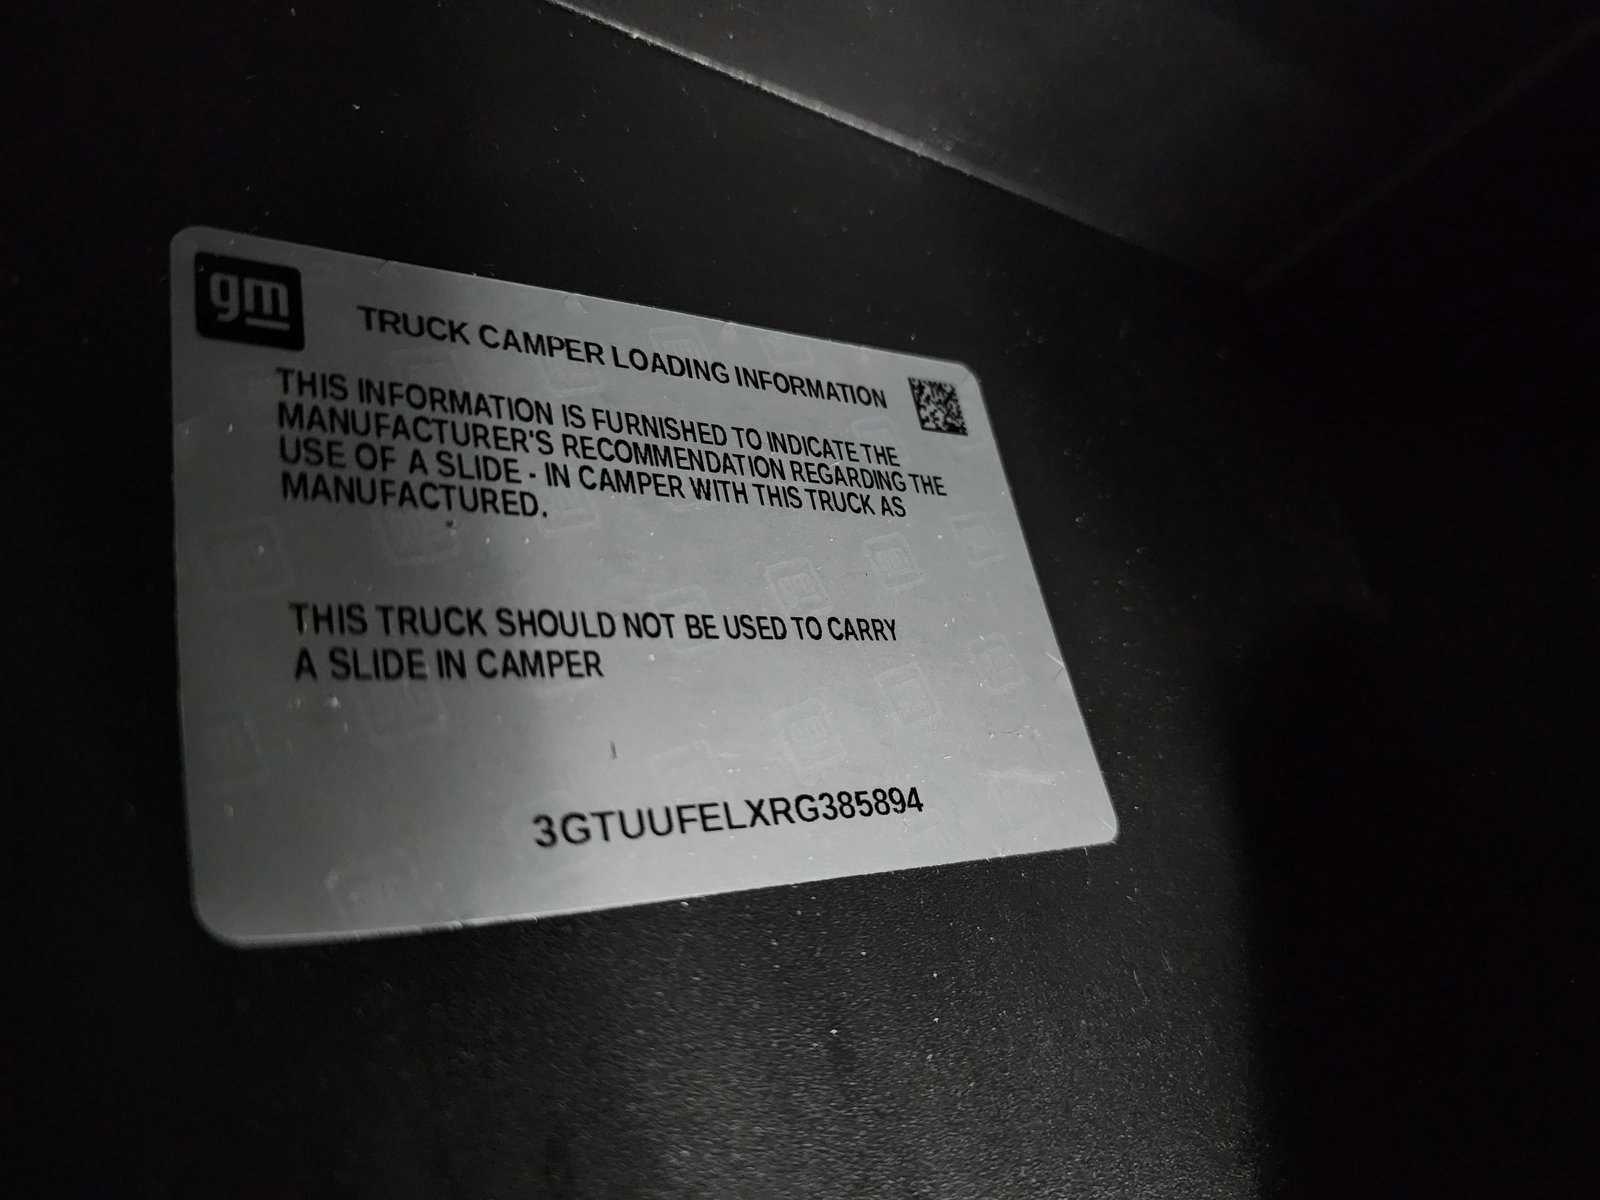 gm
TRUCK CAMPER LOADING INFORMATION
THIS INFORMATION IS FURNISHED TO INDICATE THE
MANUFACTURER'S RECOMMENDATION REGARDING THE
USE OF A SLIDE - IN CAMPER WITH THIS TRUCK AS
MANUFACTURED.
THIS TRUCK SHOULD NOT BE USED TO CARRY
A SLIDE IN CAMPER
3GTUUFELXRG385894